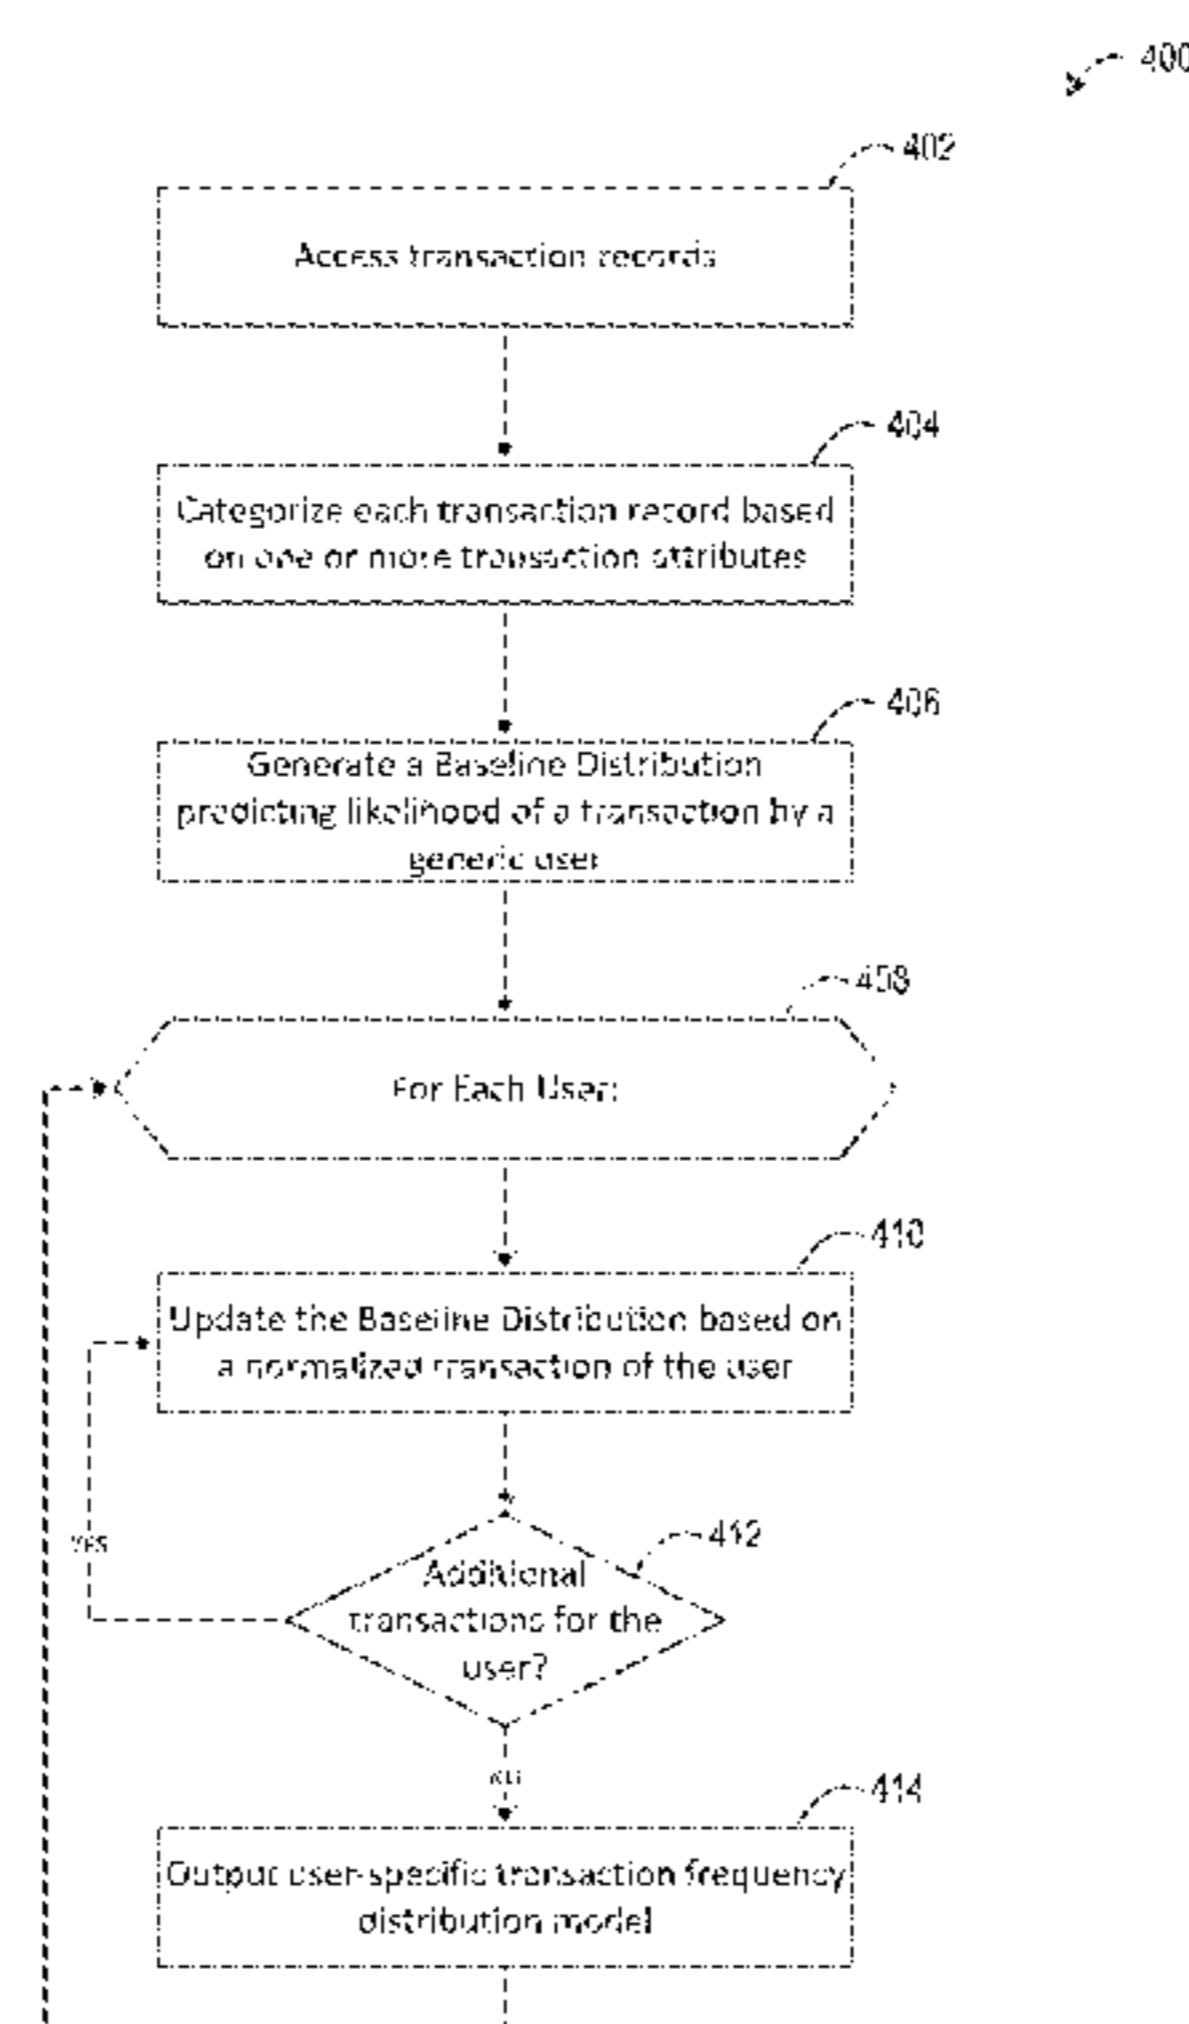 400
402
Access transaction records
404
Categorize each transaction record based
on one or more transaction attributes
406
Generate a Baseline Distribution
predicting likelihood of a transaction by a
generic user
408
For Each User:
410
Update the Baseline Distribution based on
a normalized transaction of the user
YES
412
Additional
transactions for the
user?
NO
414
Output user-specific transaction frequency
distribution model